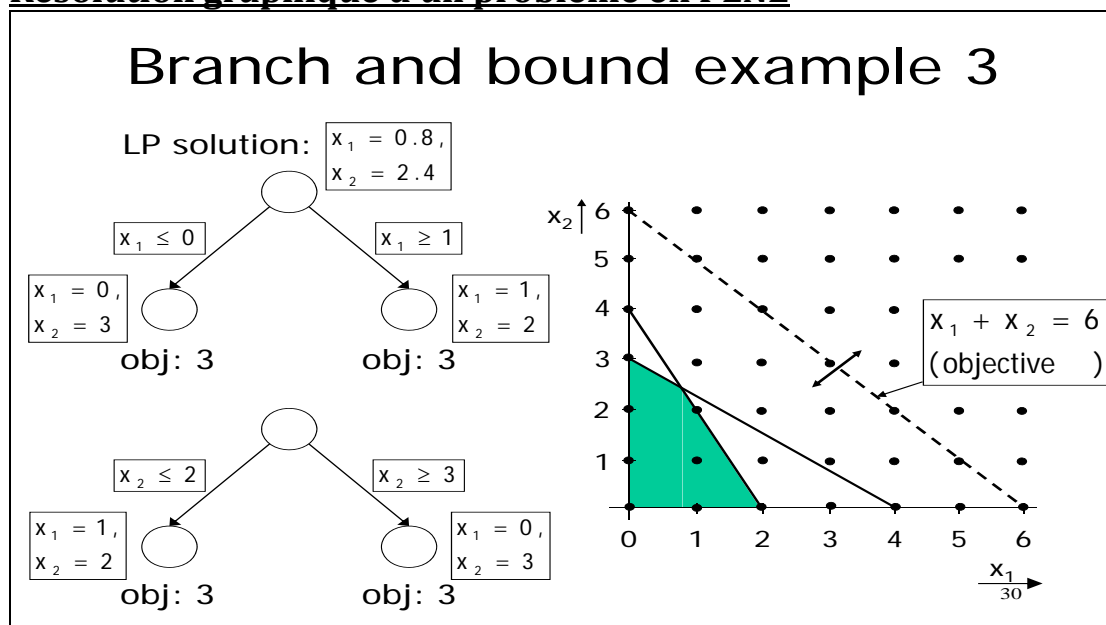 Résolution graphique d'un problème en PLNE
Branch and bound example 3
LP solution:
x₁ = 0.8,
x₂ = 2.4
x₁ ≤ 0
x₁ ≥ 1
x₁ = 0,
x₂ = 3
x₁ = 1,
x₂ = 2
obj: 3
obj: 3
x₂ ≤ 2
x₂ ≥ 3
x₁ = 1,
x₂ = 2
x₁ = 0,
x₂ = 3
obj: 3
obj: 3
x₂
6
5
4
3
2
1
0 1 2 3 4 5 6
x₁
x₁ + x₂ = 6
(objective )
30